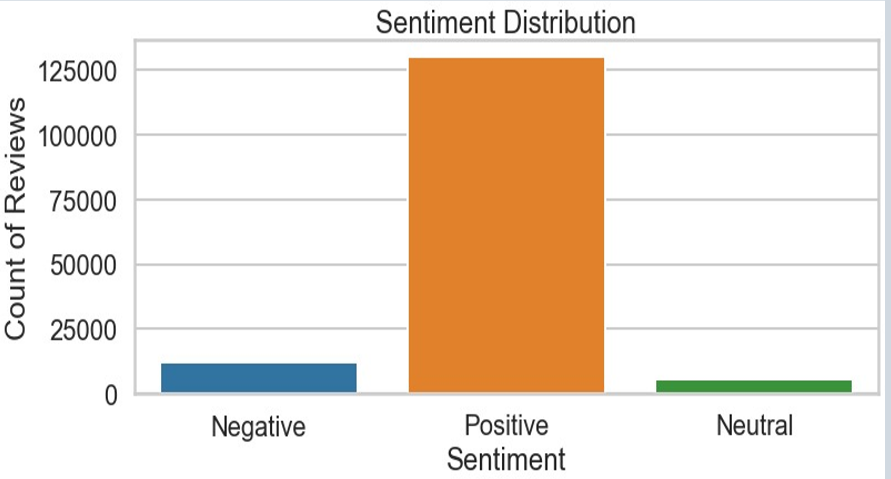 Sentiment Distribution
Count of Reviews
125000
100000
75000
50000
25000
0
Negative Positive Neutral
Sentiment